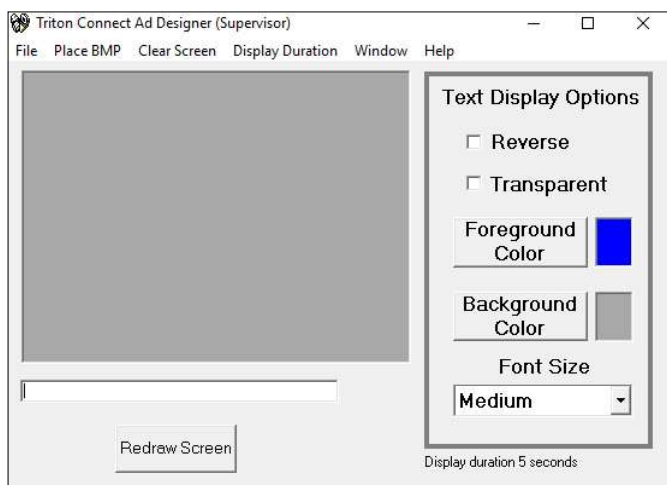 Triton Connect Ad Designer (Supervisor)
File Place BMP Clear Screen Display Duration Window Help
Text Display Options
Reverse
Transparent
Foreground
Color
Background
Color
Font Size
Medium
Redraw Screen
Display duration 5 seconds